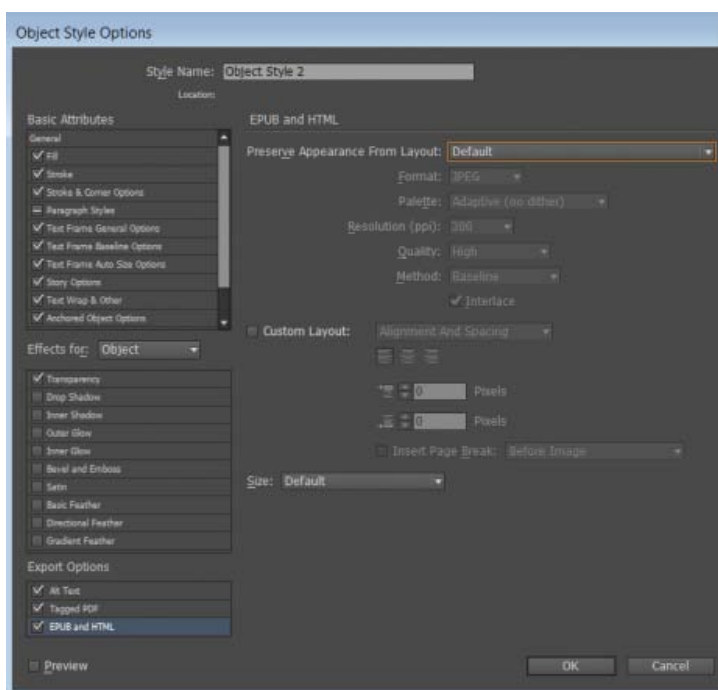 Object Style Options
Style Name: Object Style 2
Location:
Basic Attributes
General
Fill
Stroke
Stroke & Corner Options
Paragraph Styles
Text Frame General Options
Text Frame Baseline Options
Text Frame Auto Size Options
Story Options
Text Wrap & Other
Anchored Object Options
Effects for: Object
Transparency
Drop Shadow
Inner Shadow
Outer Glow
Inner Glow
Bevel and Emboss
Satin
Basic Feather
Directional Feather
Gradient Feather
Export Options
Alt Text
Tagged PDF
EPUB and HTML
Preview
EPUB and HTML
Preserve Appearance From Layout: Default
Format: JPEG
Palette: Adaptive (no dither)
Resolution (ppi): 300
Quality: High
Method: Baseline
Interlace
Custom Layout: Alignment And Spacing
0 Pixels
0 Pixels
Insert Page Break: Before Image
Size: Default
OK Cancel